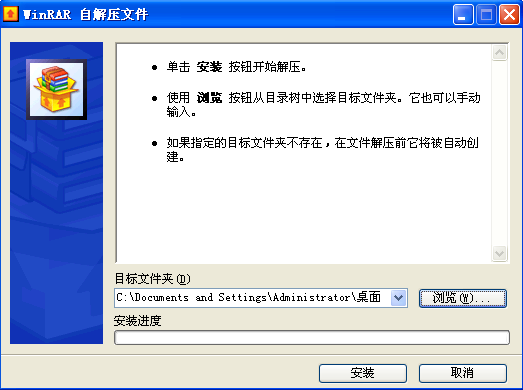 WinRAR 自解压文件
• 单击 安装 按钮开始解压。
• 使用 浏览 按钮从目录树中选择目标文件夹。它也可以手动
输入。
• 如果指定的目标文件夹不存在，在文件解压前它将被自动创
建。
目标文件夹(D)
C:\Documents and Settings\Administrator\桌面
浏览(W)...
安装进度
安装
取消